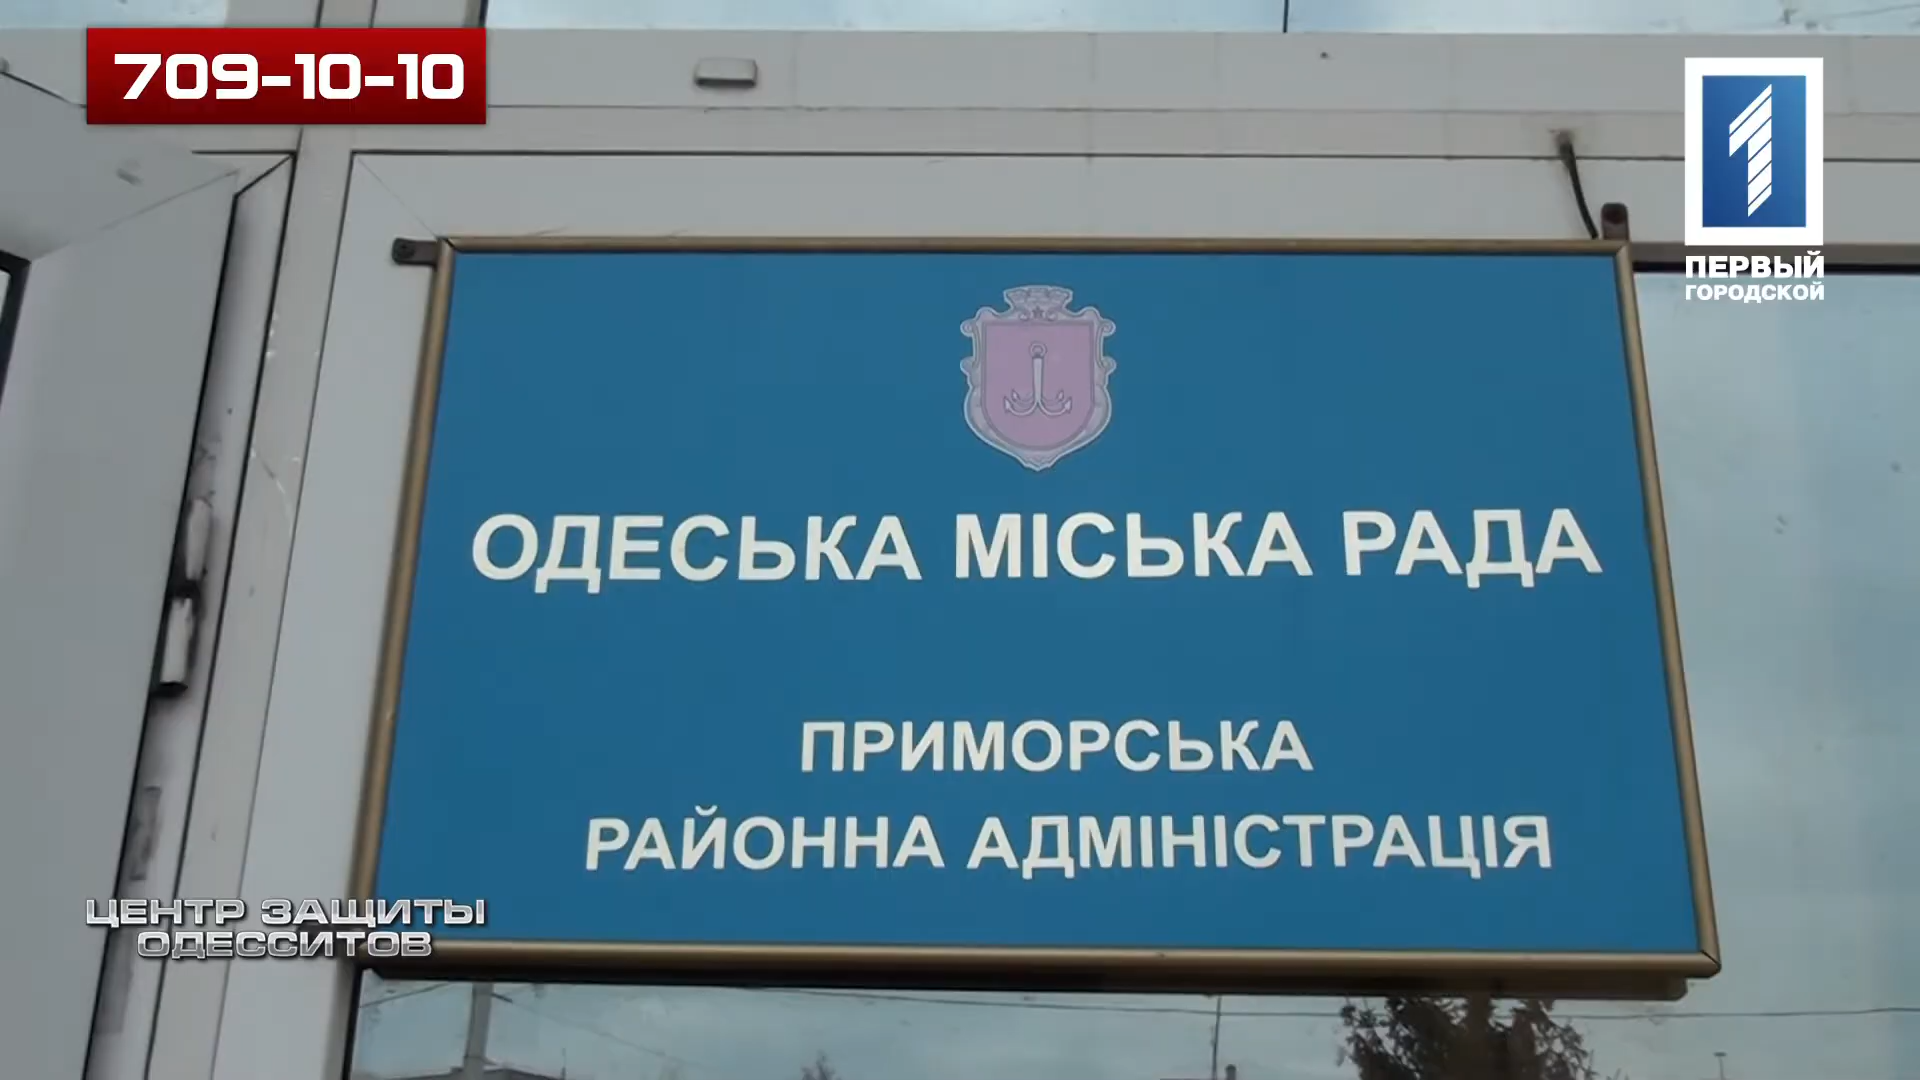 709-10-10
ПЕРВЫЙ
ГОРОДСКОЙ
ОДЕСЬКА МІСЬКА РАДА
ПРИМОРСЬКА
РАЙОННА АДМІНІСТРАЦІЯ
ЦЕНТР ЗАЩИТЫ
ОДЕССИТОВ